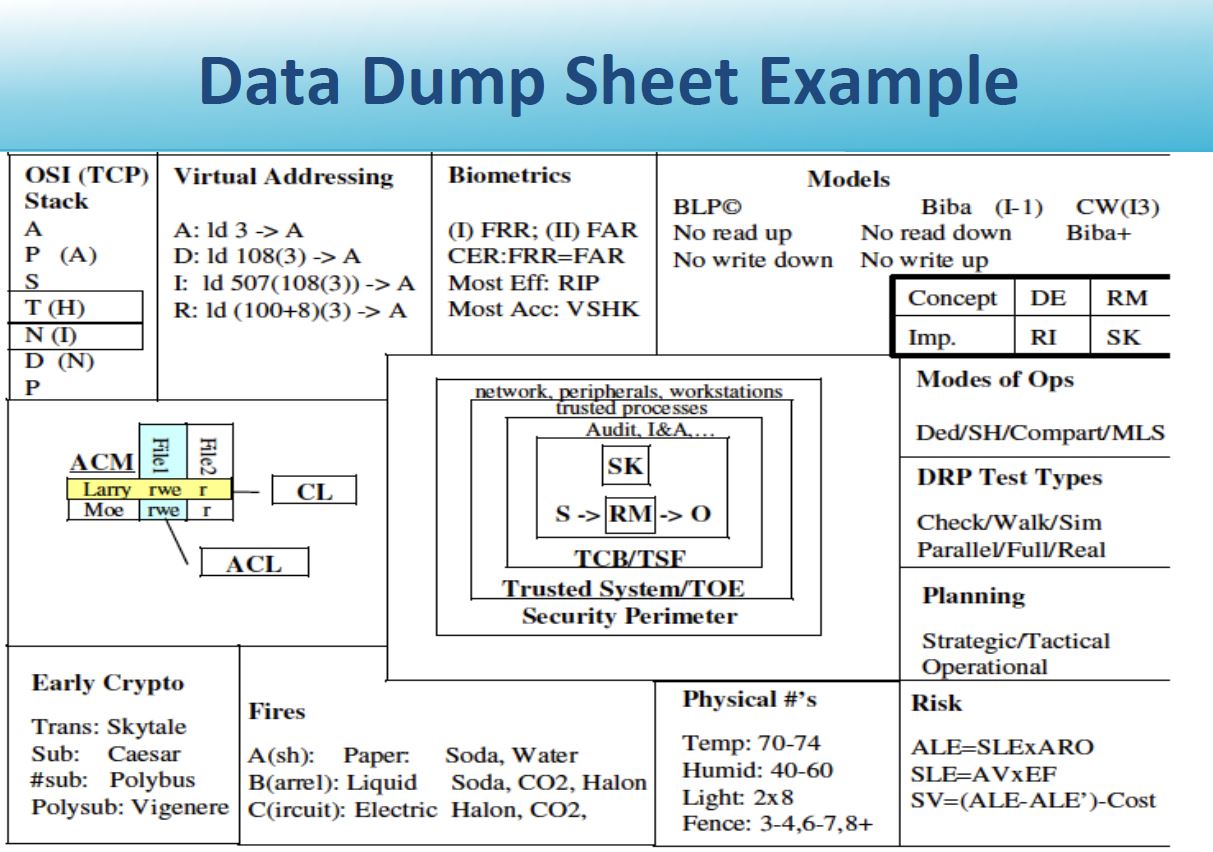 Data Dump Sheet Example
OSI (TCP)
Stack
A
P (A)
S
T (H)
N (I)
D (N)
P
Virtual Addressing
A: ld 3 -> A
D: ld 108(3) -> A
I: ld 507(108(3)) -> A
R: ld (100+8)(3) -> A
Biometrics
(I) FRR; (II) FAR
CER:FRR=FAR
Most Eff: RIP
Most Acc: VSHK
Models
BLP© Biba (I-1) CW(I3)
No read up No read down Biba+
No write down No write up
Concept DE RM
Imp. RI SK
ACM File1 File2
Larry rwe r
Moe rwe r
CL
ACL
network, peripherals, workstations
trusted processes
Audit, I&A,…
SK
S -> RM -> O
TCB/TSF
Trusted System/TOE
Security Perimeter
Modes of Ops
Ded/SH/Compart/MLS
DRP Test Types
Check/Walk/Sim
Parallel/Full/Real
Planning
Strategic/Tactical
Operational
Early Crypto
Trans: Skytale
Sub: Caesar
#sub: Polybus
Polysub: Vigenere
Fires
A(sh): Paper: Soda, Water
B(arrel): Liquid Soda, CO2, Halon
C(ircuit): Electric Halon, CO2,
Physical #’s
Temp: 70-74
Humid: 40-60
Light: 2x8
Fence: 3-4,6-7,8+
Risk
ALE=SLExARO
SLE=AVxEF
SV=(ALE-ALE’)-Cost